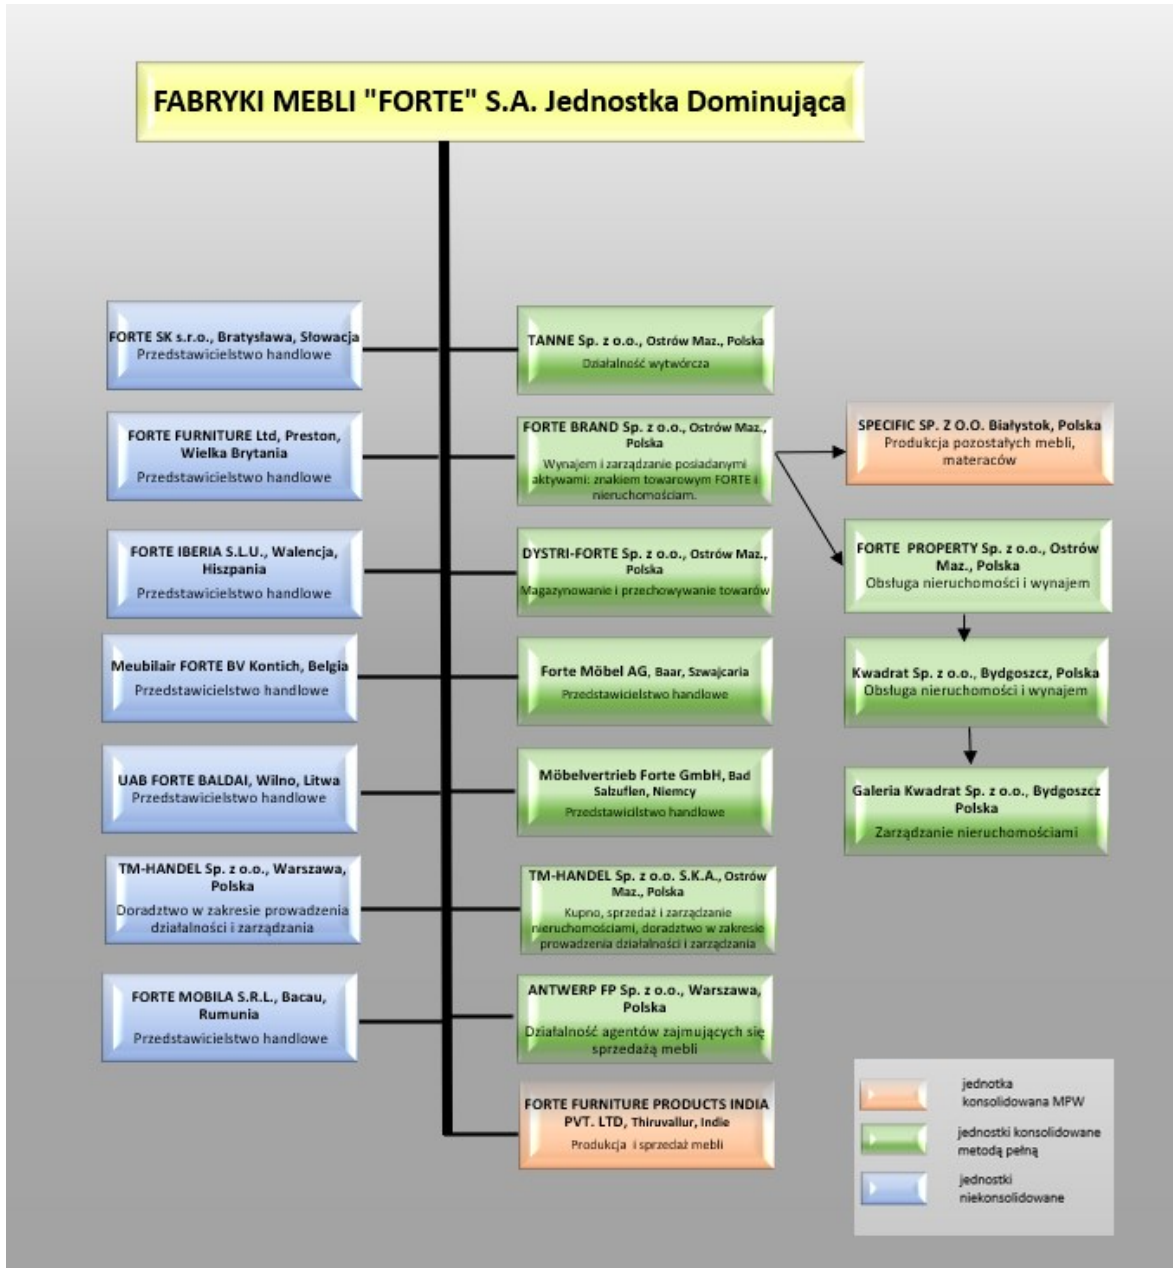 FABRYKI MEBLI "FORTE" S.A. Jednostka Dominująca
FORTE SK s.r.o., Bratysława, Słowacja
Przedstawicielstwo handlowe
FORTE FURNITURE Ltd, Preston,
Wielka Brytania
Przedstawicielstwo handlowe
FORTE IBERIA S.L.U., Walencja,
Hiszpania
Przedstawicielstwo handlowe
Meubilair FORTE BV Kontich, Belgia
Przedstawicielstwo handlowe
UAB FORTE BALDAI, Wilno, Litwa
Przedstawicielstwo handlowe
TM-HANDEL Sp. z o.o., Warszawa,
Polska
Doradztwo w zakresie prowadzenia
działalności i zarządzania
FORTE MOBILA S.R.L., Bacau,
Rumunia
Przedstawicielstwo handlowe
TANNE Sp. z o.o., Ostrów Maz., Polska
Działalność wytwórcza
FORTE BRAND Sp. z o.o., Ostrów Maz.,
Polska
Wynajem i zarządzanie posiadanymi
aktywami: znakiem towarowym FORTE i
nieruchomościam.
DYSTRI-FORTE Sp. z o.o., Ostrów Maz.,
Polska
Magazynowanie i przechowywanie towarów
Forte Möbel AG, Baar, Szwajcaria
Przedstawicielstwo handlowe
Möbelvertrieb Forte GmbH, Bad
Salzuflen, Niemcy
Przedstawicilstwo handlowe
TM-HANDEL Sp. z o.o. S.K.A., Ostrów
Maz., Polska
Kupno, sprzedaż i zarządzanie
nieruchomościami, doradztwo w zakresie
prowadzenia działalności i zarządzania
ANTWERP FP Sp. z o.o., Warszawa,
Polska
Działalność agentów zajmujących się
sprzedażą mebli
FORTE FURNITURE PRODUCTS INDIA
PVT. LTD, Thiruvallur, Indie
Produkcja i sprzedaż mebli
SPECIFIC SP. Z O.O. Białystok, Polska
Produkcja pozostałych mebli,
materaców
FORTE PROPERTY Sp. z o.o., Ostrów
Maz., Polska
Obsługa nieruchomości i wynajem
Kwadrat Sp. z o.o., Bydgoszcz, Polska
Obsługa nieruchomości i wynajem
Galeria Kwadrat Sp. z o.o., Bydgoszcz
Polska
Zarządzanie nieruchomościami
jednotka
konsolidowana MPW
jednostki konsolidowane
metodą pełną
jednostki
niekonsolidowane